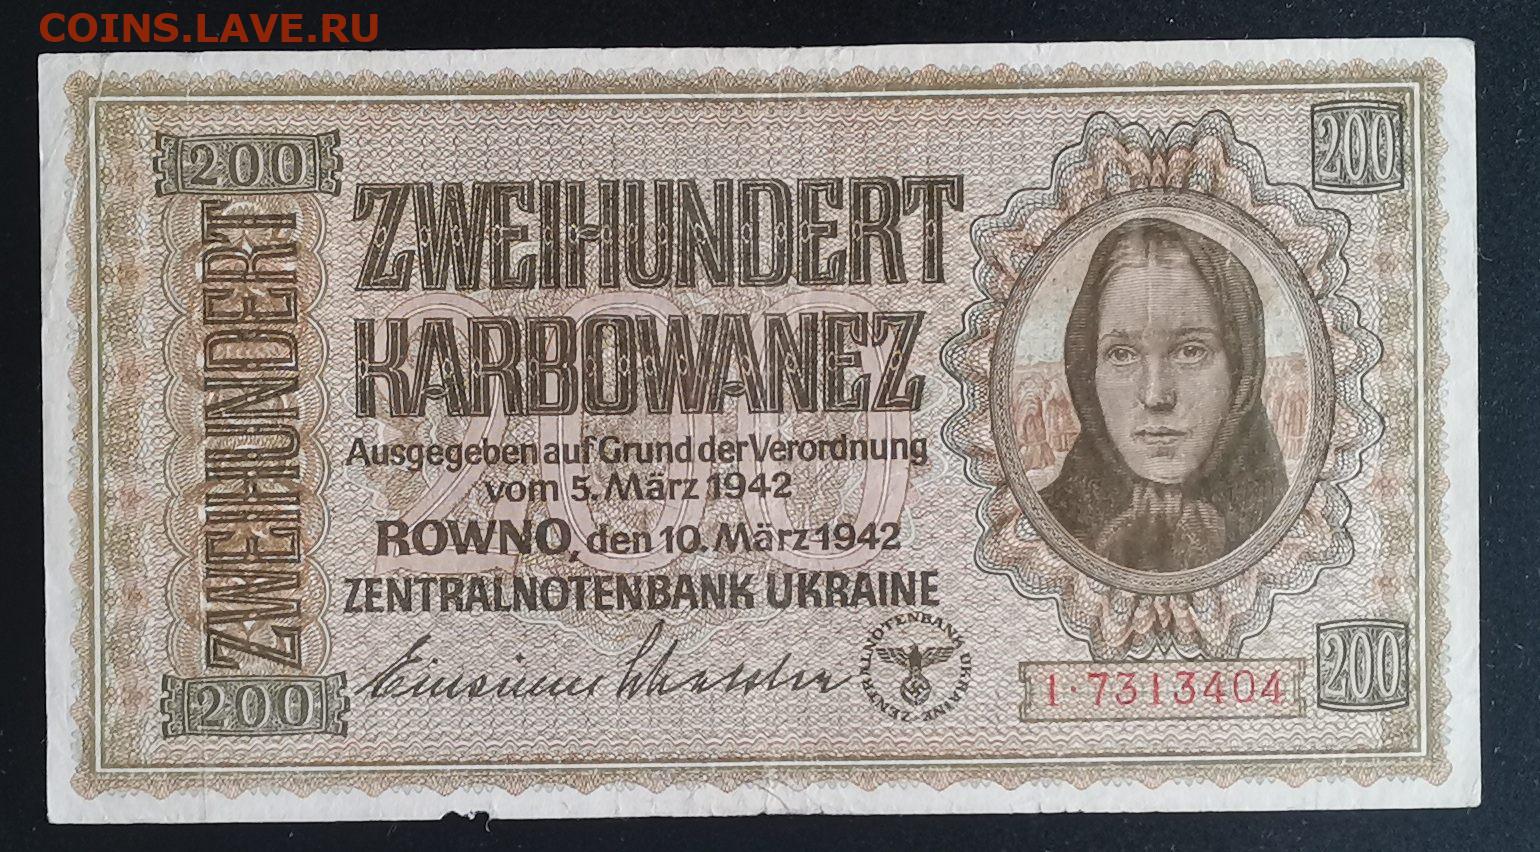 COINS.LAVE.RU
200
200
ZWEIHUNDERT
ZWEIHUNDERT
KARBOWANEZ
200
Ausgegeben auf Grund der Verordnung
vom 5. März 1942
ROWNO, den 10. März 1942
ZENTRALNOTENBANK UKRAINE
ZENTRALNOTENBANK UKRAINE
1·7313404
200
200